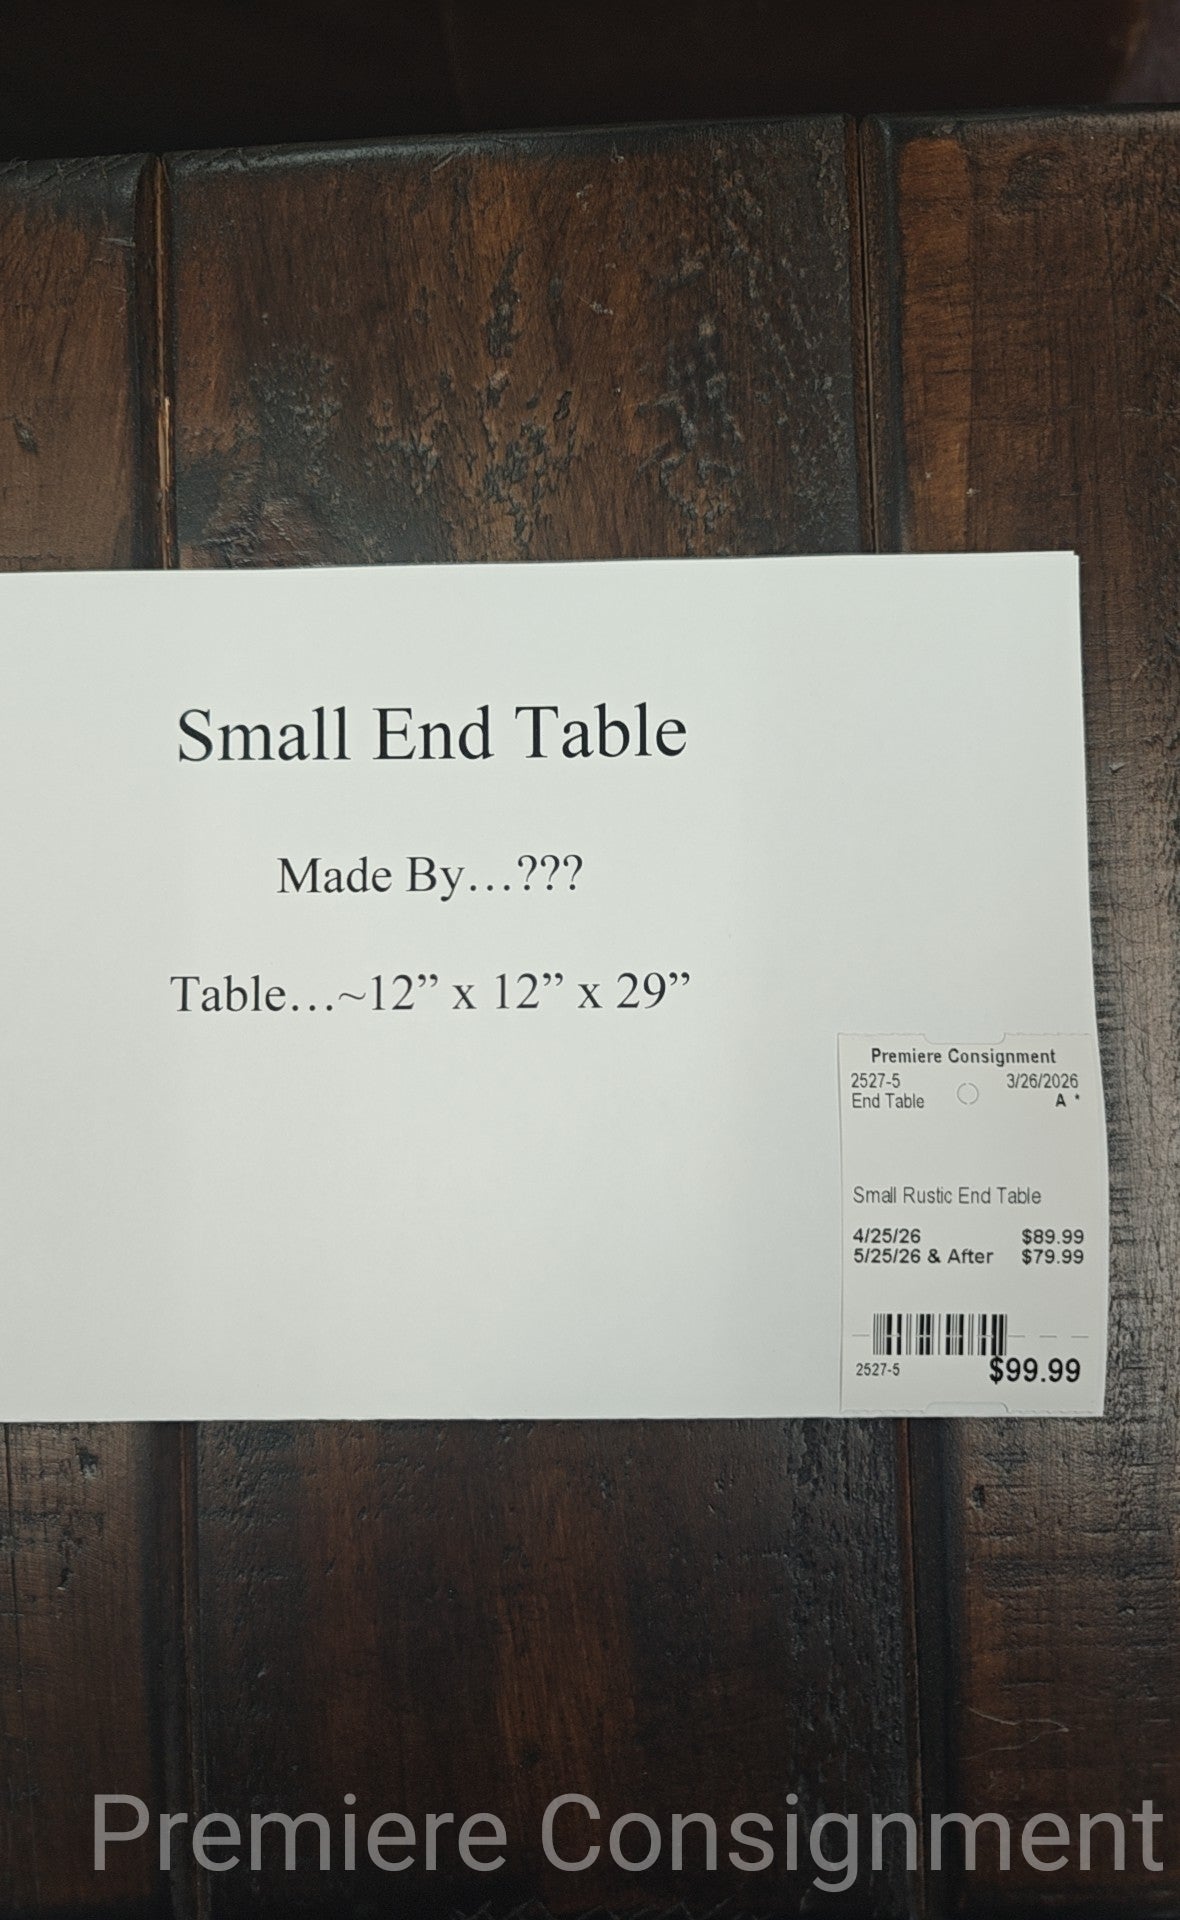 Small End Table
Made By…???
Table…~12” x 12” x 29”
Premiere Consignment
2527-5 3/26/2026
End Table A *
Small Rustic End Table
4/25/26 $89.99
5/25/26 & After $79.99
2527-5 $99.99
Premiere Consignment